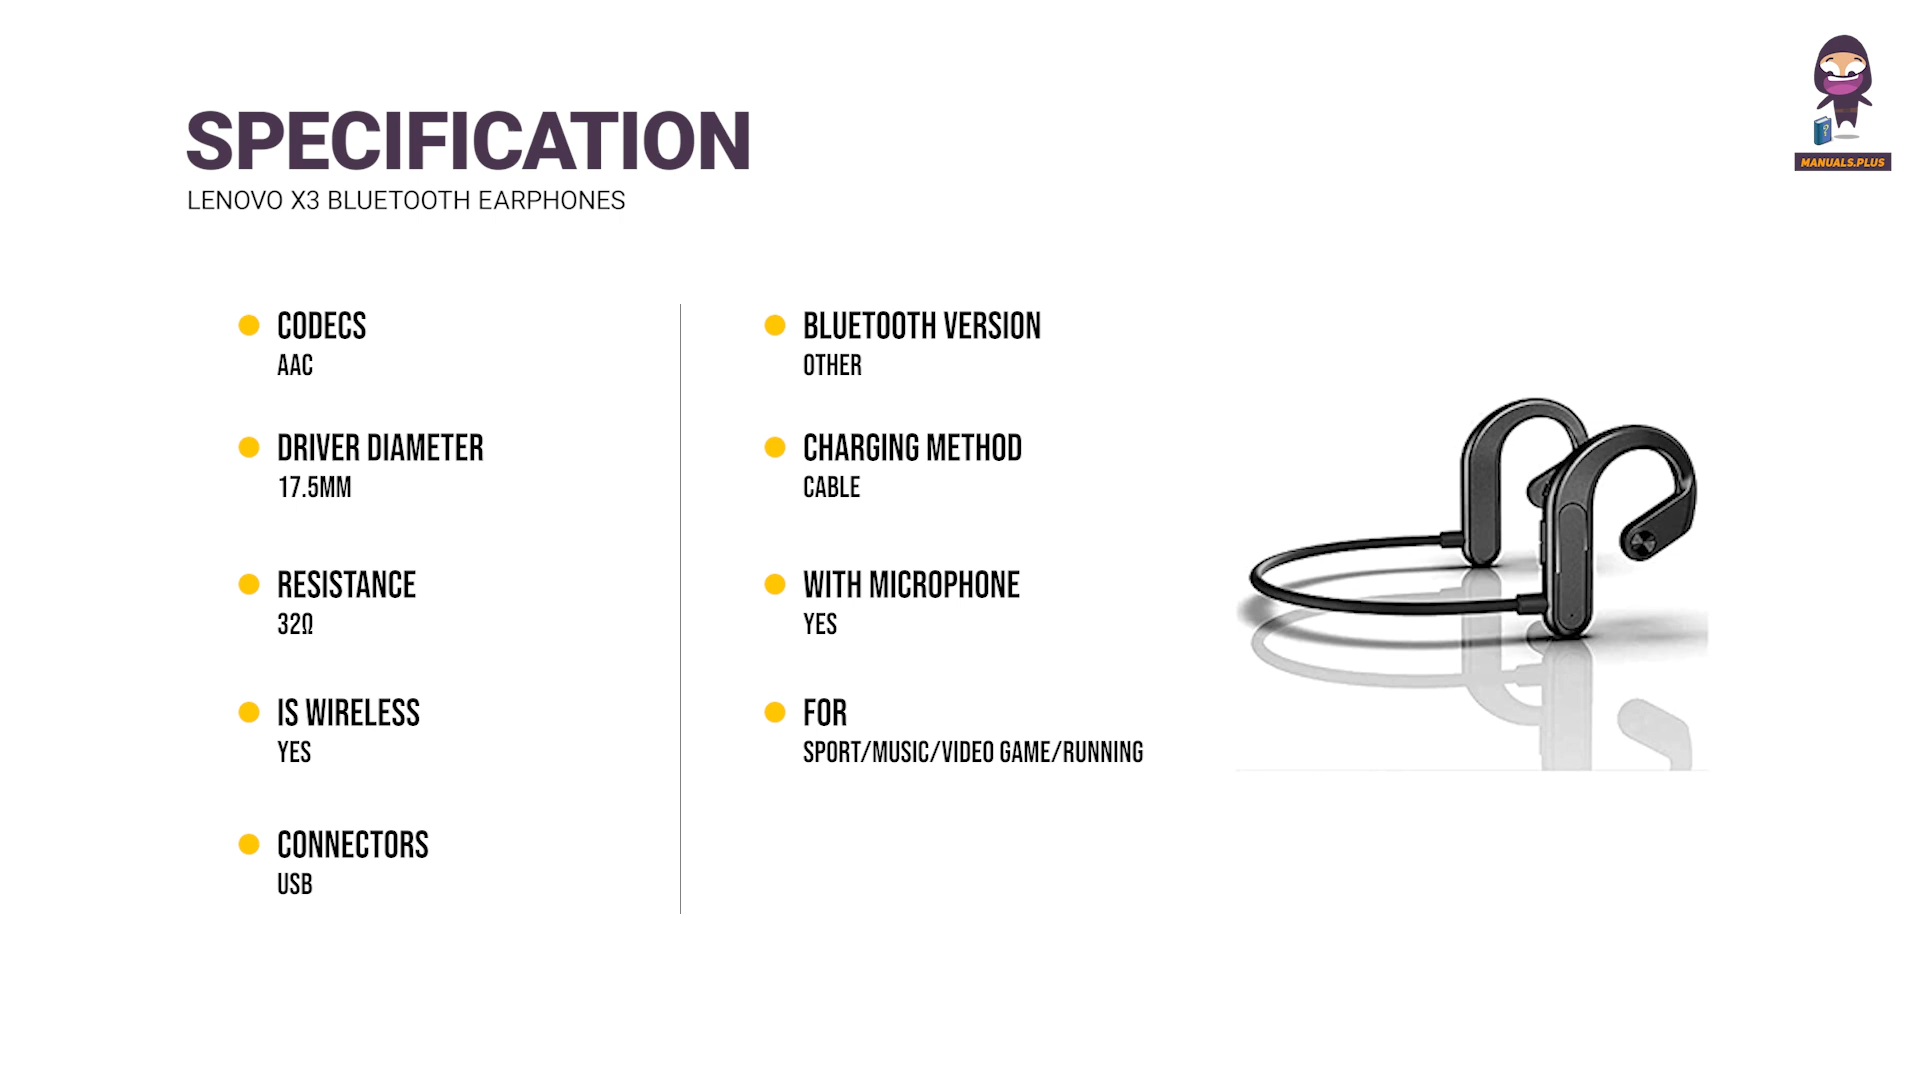 SPECIFICATION
LENOVO X3 BLUETOOTH EARPHONES
MANUALS.PLUS
CODECS
AAC
DRIVER DIAMETER
17.5MM
RESISTANCE
32Ω
IS WIRELESS
YES
CONNECTORS
USB
BLUETOOTH VERSION
OTHER
CHARGING METHOD
CABLE
WITH MICROPHONE
YES
FOR
SPORT/MUSIC/VIDEO GAME/RUNNING